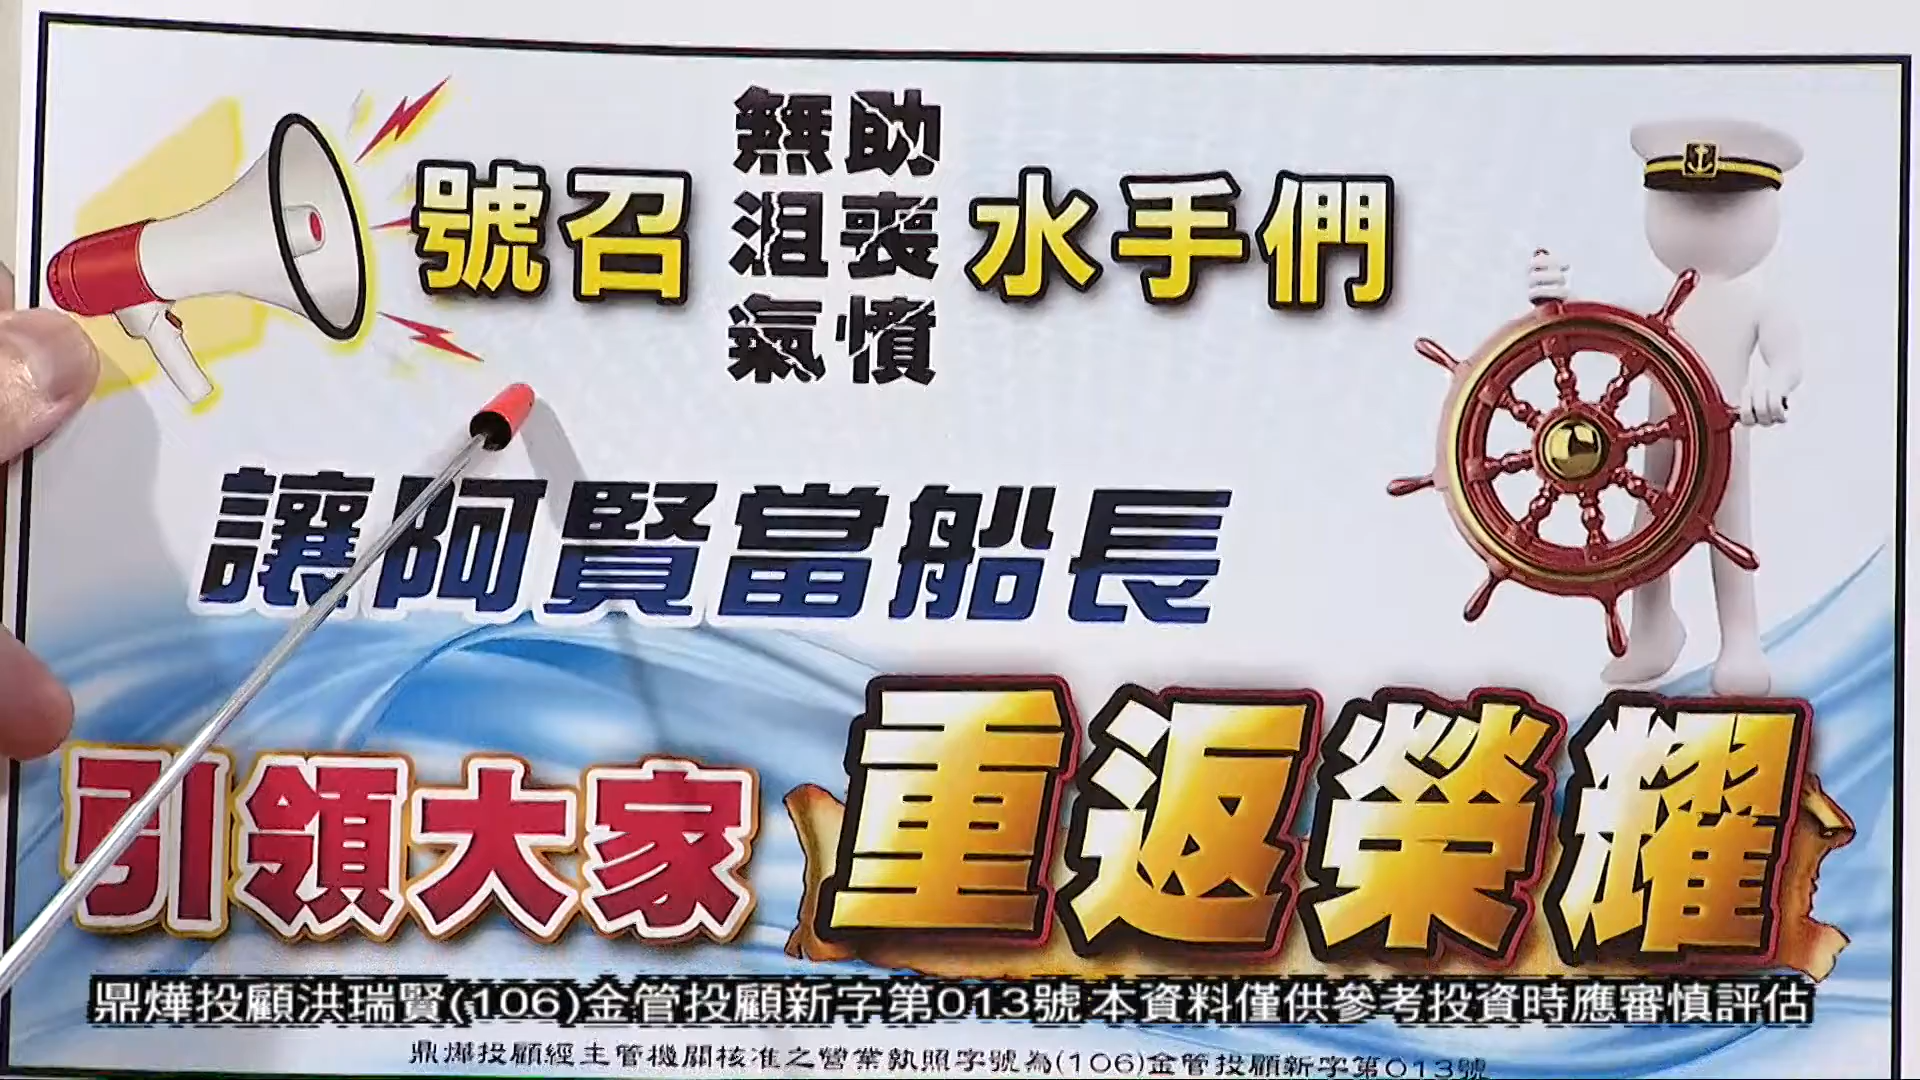 號召
無助
沮喪
氣憤
水手們
讓阿賢當船長
引領大家 重返榮耀
鼎燁投顧洪瑞賢(106)金管投顧新字第013號 本資料僅供參考投資時應審慎評估
鼎燁投顧經主管機關核准之營業執照字號為(106)金管投顧新字第013號